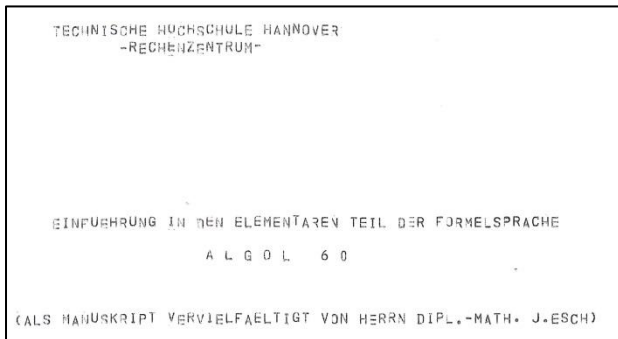 TECHNISCHE HOCHSCHULE HANNOVER
-RECHENZENTRUM-
EINFUEHRUNG IN DEN ELEMENTAREN TEIL DER FORMELSPRACHE
A L G O L 6 0
(ALS MANUSKRIPT VERVIELFAELTIGT VON HERRN DIPL.-MATH. J.ESCH)